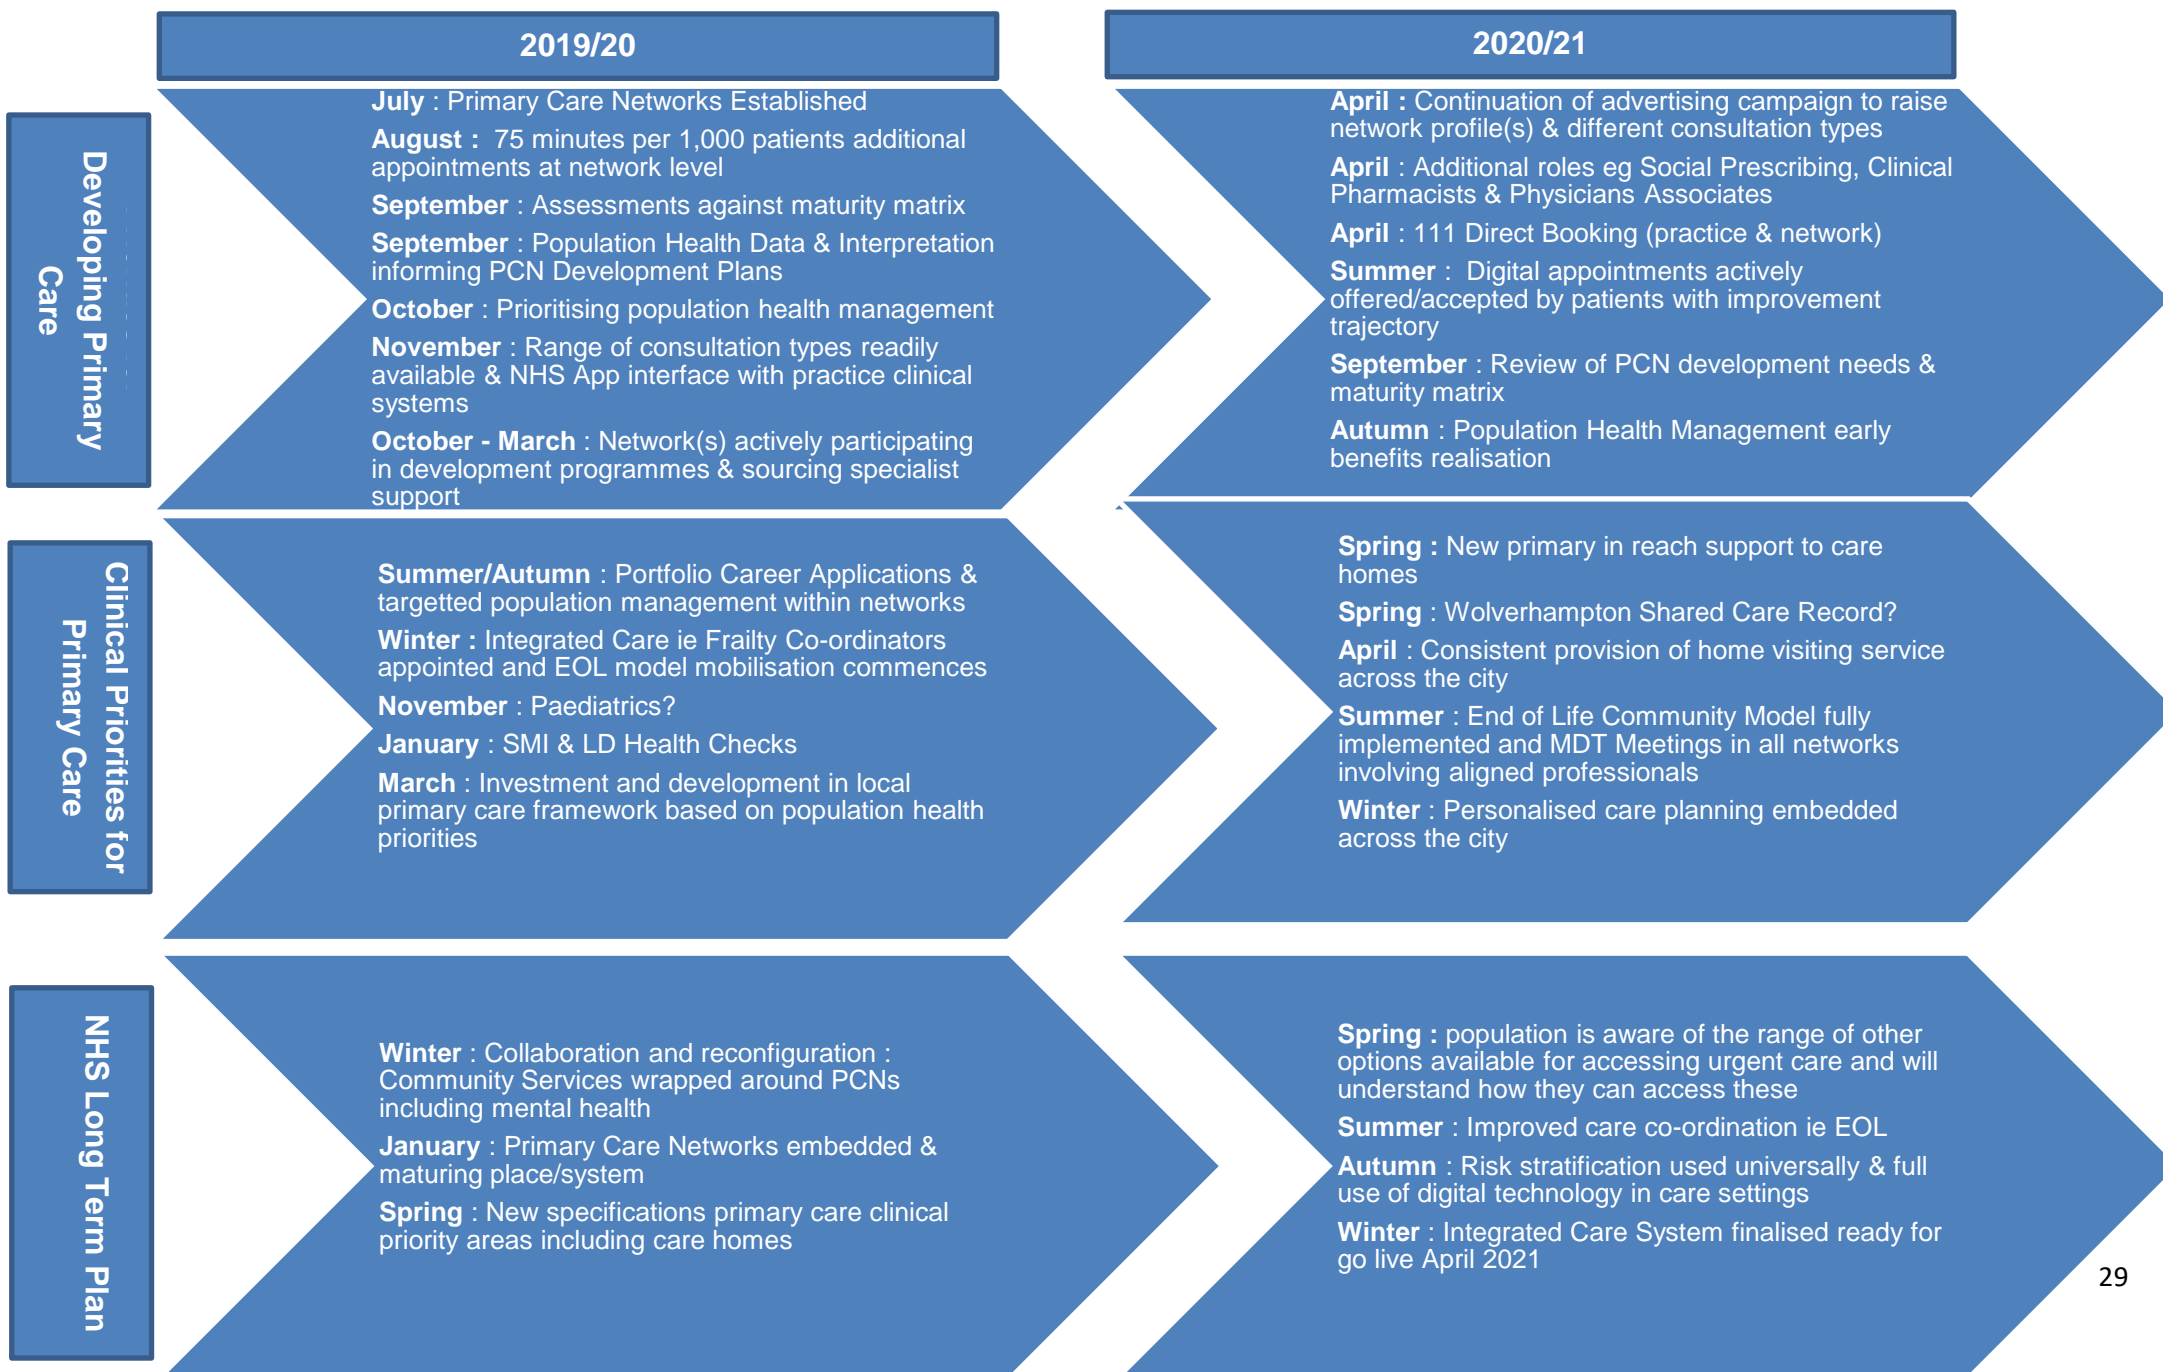 2019/20
2020/21
Developing Primary
Care
July : Primary Care Networks Established
August :  75 minutes per 1,000 patients additional
appointments at network level
September : Assessments against maturity matrix
September : Population Health Data & Interpretation
informing PCN Development Plans
October : Prioritising population health management
November : Range of consultation types readily
available & NHS App interface with practice clinical
systems
October - March : Network(s) actively participating
in development programmes & sourcing specialist
support
April : Continuation of advertising campaign to raise
network profile(s) & different consultation types
April : Additional roles eg Social Prescribing, Clinical
Pharmacists & Physicians Associates
April : 111 Direct Booking (practice & network)
Summer :  Digital appointments actively
offered/accepted by patients with improvement
trajectory
September : Review of PCN development needs &
maturity matrix
Autumn : Population Health Management early
benefits realisation
Clinical Priorities for
Primary Care
Summer/Autumn : Portfolio Career Applications &
targetted population management within networks
Winter : Integrated Care ie Frailty Co-ordinators
appointed and EOL model mobilisation commences
November : Paediatrics?
January : SMI & LD Health Checks
March : Investment and development in local
primary care framework based on population health
priorities
Spring : New primary in reach support to care
homes
Spring : Wolverhampton Shared Care Record?
April : Consistent provision of home visiting service
across the city
Summer : End of Life Community Model fully
implemented and MDT Meetings in all networks
involving aligned professionals
Winter : Personalised care planning embedded
across the city
NHS Long Term Plan
Winter : Collaboration and reconfiguration :
Community Services wrapped around PCNs
including mental health
January : Primary Care Networks embedded &
maturing place/system
Spring : New specifications primary care clinical
priority areas including care homes
Spring : population is aware of the range of other
options available for accessing urgent care and will
understand how they can access these
Summer : Improved care co-ordination ie EOL
Autumn : Risk stratification used universally & full
use of digital technology in care settings
Winter : Integrated Care System finalised ready for
go live April 2021
29